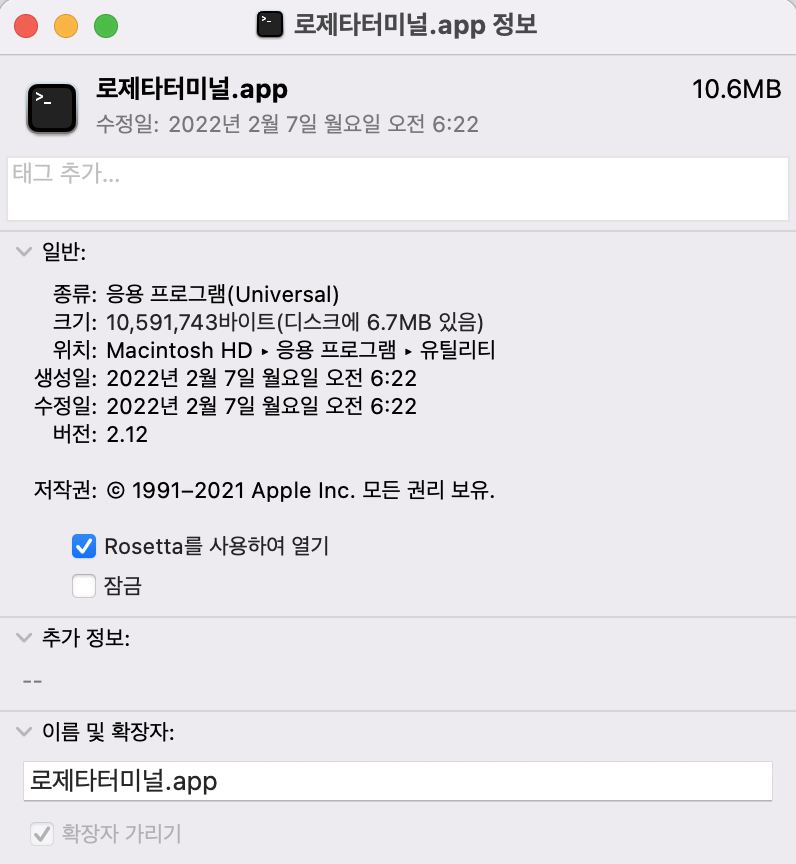 로제타터미널.app 정보
로제타터미널.app 10.6MB
수정일: 2022년 2월 7일 월요일 오전 6:22
태그 추가...
일반:
종류: 응용 프로그램(Universal)
크기: 10,591,743바이트(디스크에 6.7MB 있음)
위치: Macintosh HD ▸ 응용 프로그램 ▸ 유틸리티
생성일: 2022년 2월 7일 월요일 오전 6:22
수정일: 2022년 2월 7일 월요일 오전 6:22
버전: 2.12
저작권: © 1991–2021 Apple Inc. 모든 권리 보유.
Rosetta를 사용하여 열기
잠금
추가 정보:
--
이름 및 확장자:
로제타터미널.app
확장자 가리기